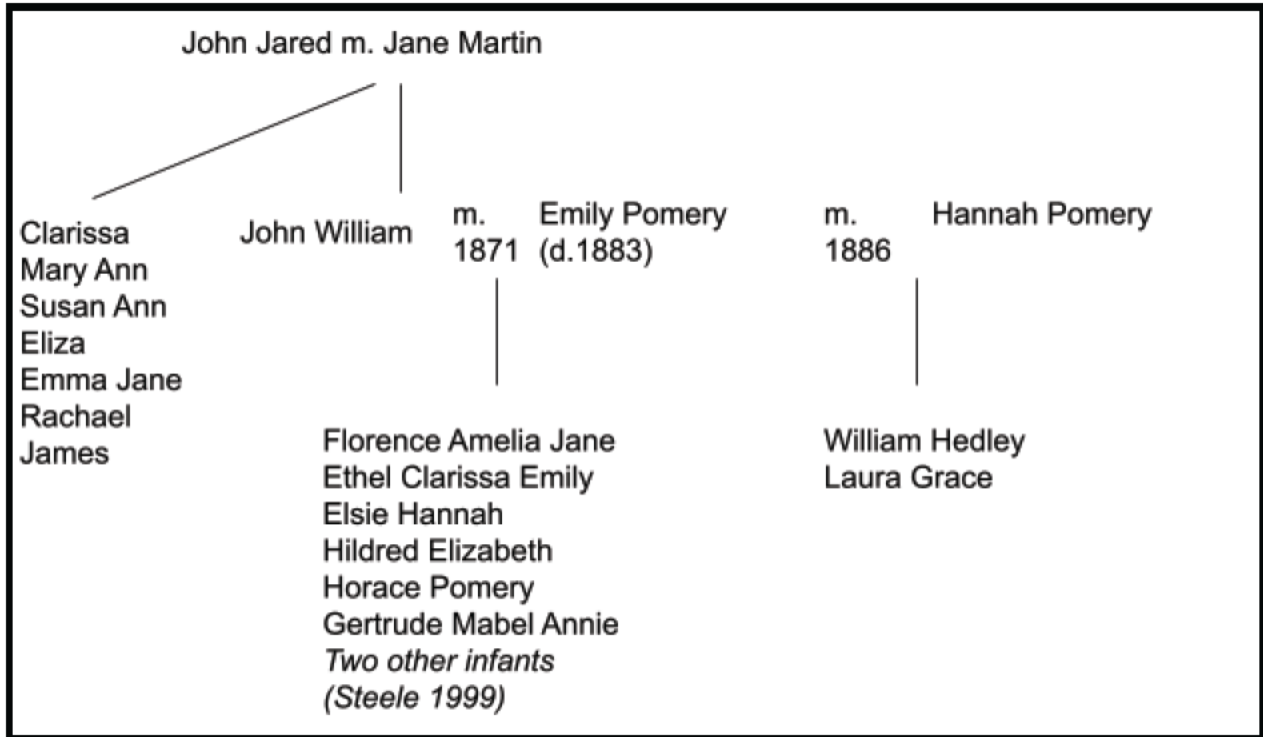 John Jared m. Jane Martin
Clarissa
Mary Ann
Susan Ann
Eliza
Emma Jane
Rachael
James
John William
m.
1871
Emily Pomery
(d.1883)
m.
1886
Hannah Pomery
Florence Amelia Jane
Ethel Clarissa Emily
Elsie Hannah
Hildred Elizabeth
Horace Pomery
Gertrude Mabel Annie
Two other infants
(Steele 1999)
William Hedley
Laura Grace